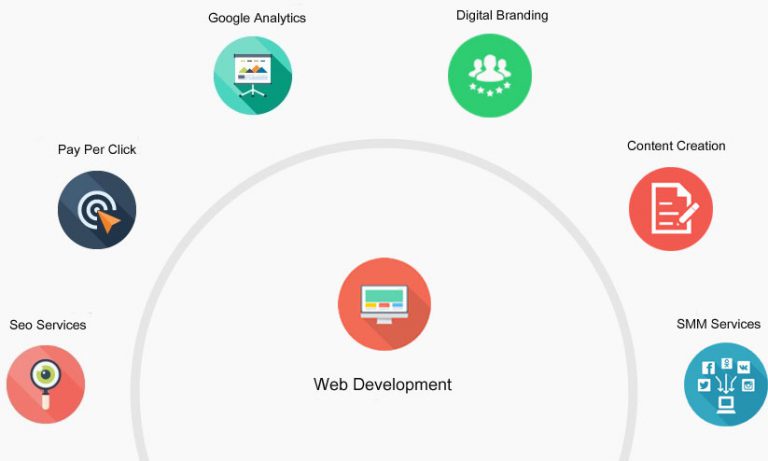 Google Analytics
Digital Branding
Pay Per Click
Content Creation
Seo Services
SMM Services
Web Development